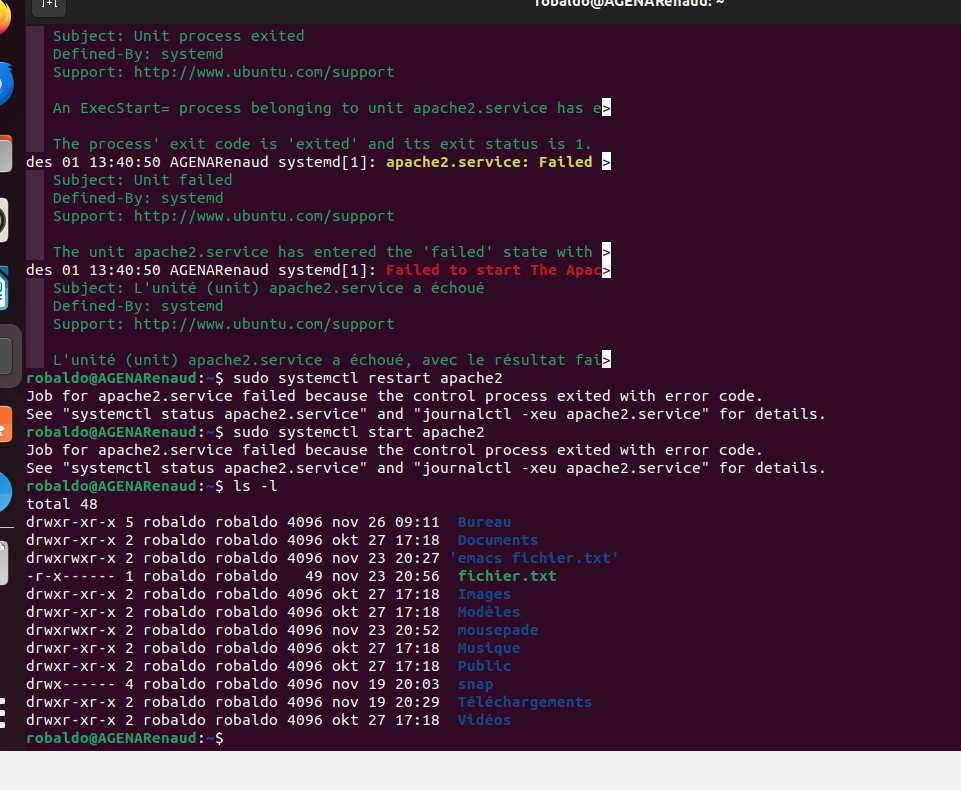 robaldo@AGENARenaud: ~
Subject: Unit process exited
Defined-By: systemd
Support: http://www.ubuntu.com/support
An ExecStart= process belonging to unit apache2.service has e>
The process' exit code is 'exited' and its exit status is 1.
des 01 13:40:50 AGENARenaud systemd[1]: apache2.service: Failed >
Subject: Unit failed
Defined-By: systemd
Support: http://www.ubuntu.com/support
The unit apache2.service has entered the 'failed' state with >
des 01 13:40:50 AGENARenaud systemd[1]: Failed to start The Apac>
Subject: L'unité (unit) apache2.service a échoué
Defined-By: systemd
Support: http://www.ubuntu.com/support
L'unité (unit) apache2.service a échoué, avec le résultat fai>
robaldo@AGENARenaud:~$ sudo systemctl restart apache2
Job for apache2.service failed because the control process exited with error code.
See "systemctl status apache2.service" and "journalctl -xeu apache2.service" for details.
robaldo@AGENARenaud:~$ sudo systemctl start apache2
Job for apache2.service failed because the control process exited with error code.
See "systemctl status apache2.service" and "journalctl -xeu apache2.service" for details.
robaldo@AGENARenaud:~$ ls -l
total 48
drwxr-xr-x 5 robaldo robaldo 4096 nov 26 09:11  Bureau
drwxr-xr-x 2 robaldo robaldo 4096 okt 27 17:18  Documents
drwxrwxr-x 2 robaldo robaldo 4096 nov 23 20:27 'emacs fichier.txt'
-r-x------ 1 robaldo robaldo   49 nov 23 20:56  fichier.txt
drwxr-xr-x 2 robaldo robaldo 4096 okt 27 17:18  Images
drwxr-xr-x 2 robaldo robaldo 4096 okt 27 17:18  Modèles
drwxrwxr-x 2 robaldo robaldo 4096 nov 23 20:52  mousepade
drwxr-xr-x 2 robaldo robaldo 4096 okt 27 17:18  Musique
drwxr-xr-x 2 robaldo robaldo 4096 okt 27 17:18  Public
drwx------ 4 robaldo robaldo 4096 nov 19 20:03  snap
drwxr-xr-x 2 robaldo robaldo 4096 nov 19 20:29  Téléchargements
drwxr-xr-x 2 robaldo robaldo 4096 okt 27 17:18  Vidéos
robaldo@AGENARenaud:~$